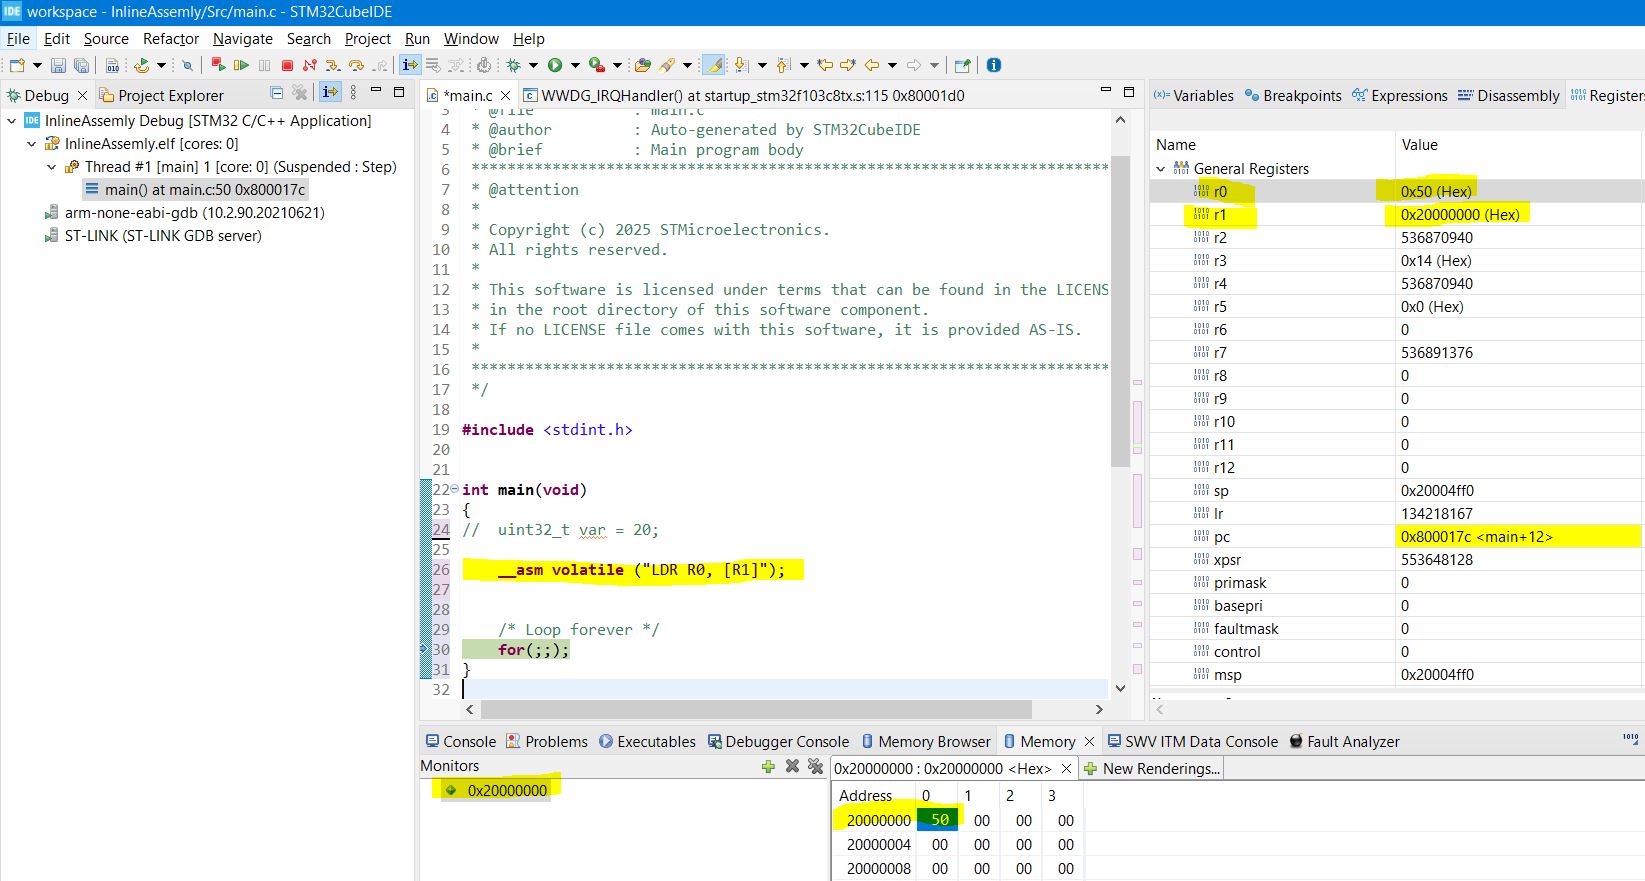 IDE workspace - InlineAssemly/Src/main.c - STM32CubeIDE
File Edit Source Refactor Navigate Search Project Run Window Help
Debug Project Explorer
InlineAssemly Debug [STM32 C/C++ Application]
InlineAssemly.elf [cores: 0]
Thread #1 [main] 1 [core: 0] (Suspended : Step)
main() at main.c:50 0x800017c
arm-none-eabi-gdb (10.2.90.20210621)
ST-LINK (ST-LINK GDB server)
*main.c WWDG_IRQHandler() at startup_stm32f103c8tx.s:115 0x80001d0
3 * @file : main.c
4 * @author : Auto-generated by STM32CubeIDE
5 * @brief : Main program body
6 ************************************************************************
7 * @attention
8 *
9 * Copyright (c) 2025 STMicroelectronics.
10 * All rights reserved.
11 *
12 * This software is licensed under terms that can be found in the LICENS
13 * in the root directory of this software component.
14 * If no LICENSE file comes with this software, it is provided AS-IS.
15 *
16 ************************************************************************
17 */
18
19 #include <stdint.h>
20
21
22 int main(void)
23 {
24 // uint32_t var = 20;
25
26 __asm volatile ("LDR R0, [R1]");
27
28
29 /* Loop forever */
30 for(;;);
31 }
32
(x)= Variables Breakpoints Expressions Disassembly Register
Name Value
General Registers
r0 0x50 (Hex)
r1 0x20000000 (Hex)
r2 536870940
r3 0x14 (Hex)
r4 536870940
r5 0x0 (Hex)
r6 0
r7 536891376
r8 0
r9 0
r10 0
r11 0
r12 0
sp 0x20004ff0
lr 134218167
pc 0x800017c <main+12>
xpsr 553648128
primask 0
basepri 0
faultmask 0
control 0
msp 0x20004ff0
Console Problems Executables Debugger Console Memory Browser Memory SWV ITM Data Console Fault Analyzer
Monitors
0x20000000
0x20000000 : 0x20000000 <Hex> New Renderings...
Address 0 1 2 3
20000000 50 00 00 00
20000004 00 00 00 00
20000008 00 00 00 00